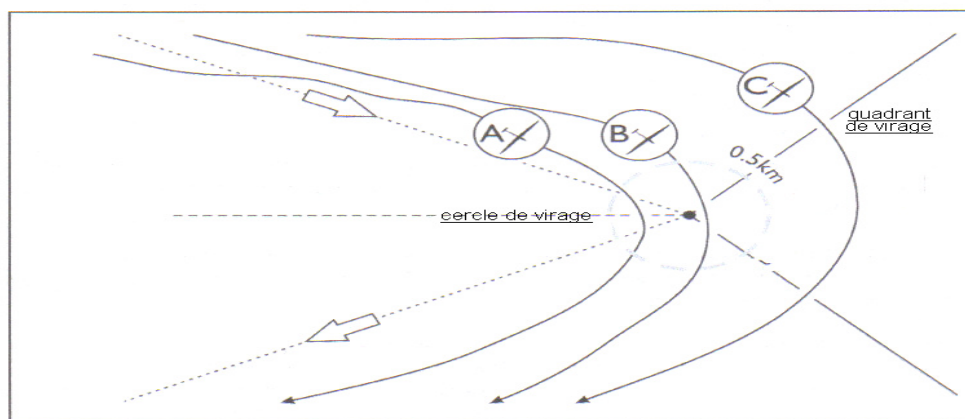 C
quadrant
de virage
A
B
0.5km
cercle de virage